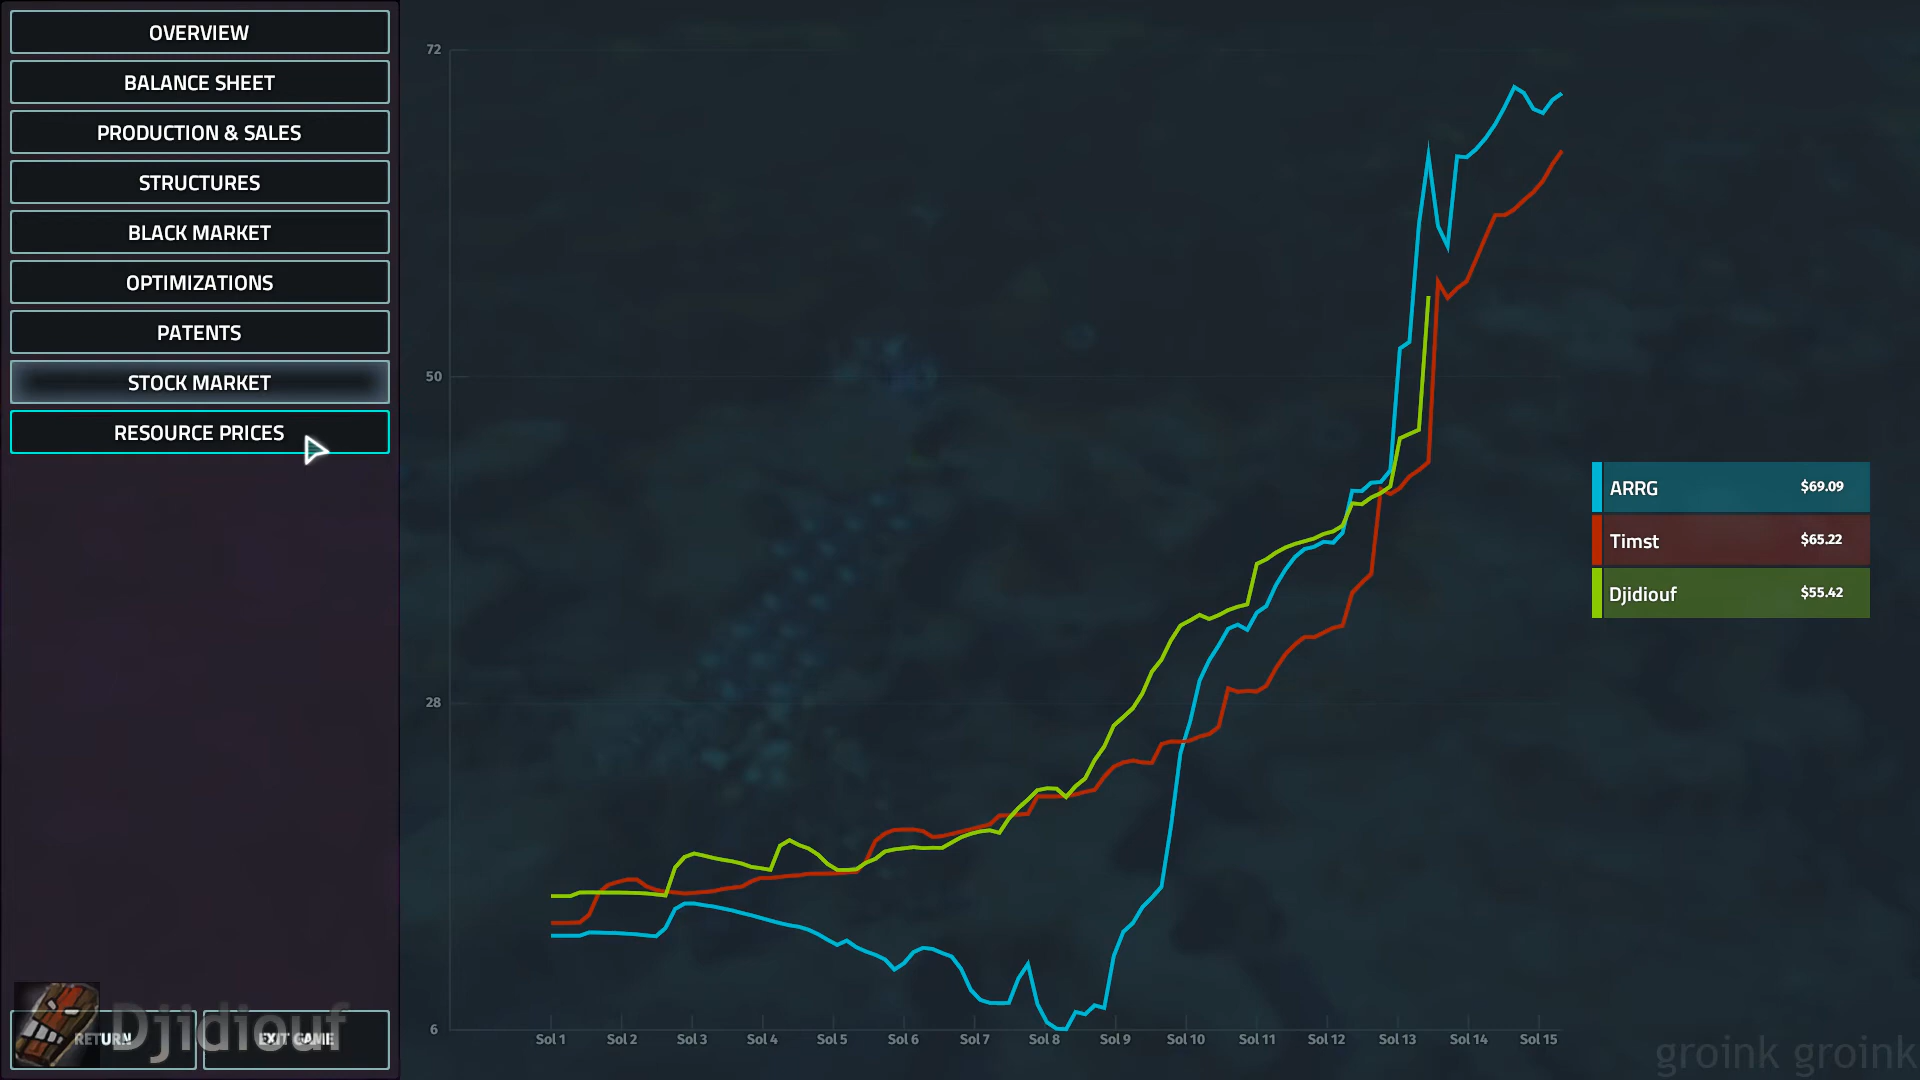 OVERVIEW
BALANCE SHEET
PRODUCTION & SALES
STRUCTURES
BLACK MARKET
OPTIMIZATIONS
PATENTS
STOCK MARKET
RESOURCE PRICES
RETURN
EXIT GAME
Djidiouf
72
50
28
6
Sol 1 Sol 2 Sol 3 Sol 4 Sol 5 Sol 6 Sol 7 Sol 8 Sol 9 Sol 10 Sol 11 Sol 12 Sol 13 Sol 14 Sol 15
ARRG $69.09
Timst $65.22
Djidiouf $55.42
groink groink